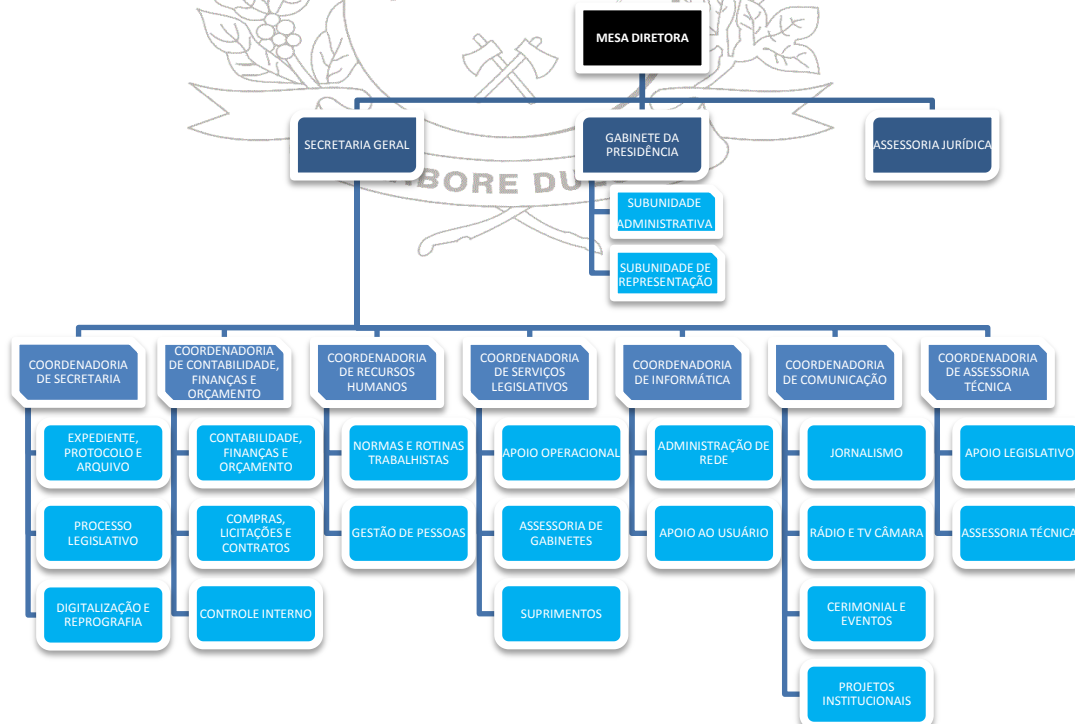 MESA DIRETORA
SECRETARIA GERAL
GABINETE DA
PRESIDÊNCIA
ASSESSORIA JURÍDICA
BORE DU
SUBUNIDADE
ADMINISTRATIVA
SUBUNIDADE DE
REPRESENTAÇÃO
COORDENADORIA
DE SECRETARIA
COORDENADORIA
DE CONTABILIDADE,
FINANÇAS E
ORÇAMENTO
COORDENADORIA
DE RECURSOS
HUMANOS
COORDENADORIA
DE SERVIÇOS
LEGISLATIVOS
COORDENADORIA
DE INFORMÁTICA
COORDENADORIA
DE COMUNICAÇÃO
COORDENADORIA
DE ASSESSORIA
TÉCNICA
EXPEDIENTE,
PROTOCOLO E
ARQUIVO
CONTABILIDADE,
FINANÇAS E
ORÇAMENTO
NORMAS E ROTINAS
TRABALHISTAS
APOIO OPERACIONAL
ADMINISTRAÇÃO DE
REDE
JORNALISMO
APOIO LEGISLATIVO
PROCESSO
LEGISLATIVO
COMPRAS,
LICITAÇÕES E
CONTRATOS
GESTÃO DE PESSOAS
ASSESSORIA DE
GABINETES
APOIO AO USUÁRIO
RÁDIO E TV CÂMARA
ASSESSORIA TÉCNICA
DIGITALIZAÇÃO E
REPROGRAFIA
CONTROLE INTERNO
SUPRIMENTOS
CERIMONIAL E
EVENTOS
PROJETOS
INSTITUCIONAIS